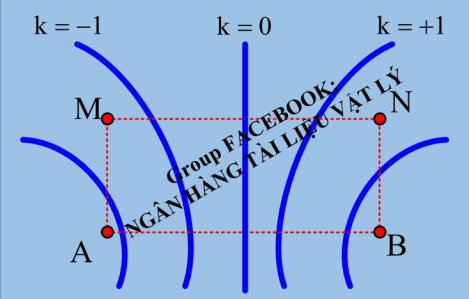 k = −1 k = 0 k = +1
M N
Group FACEBOOK:
NGÂN HÀNG TÀI LIỆU VẬT LÝ
A B